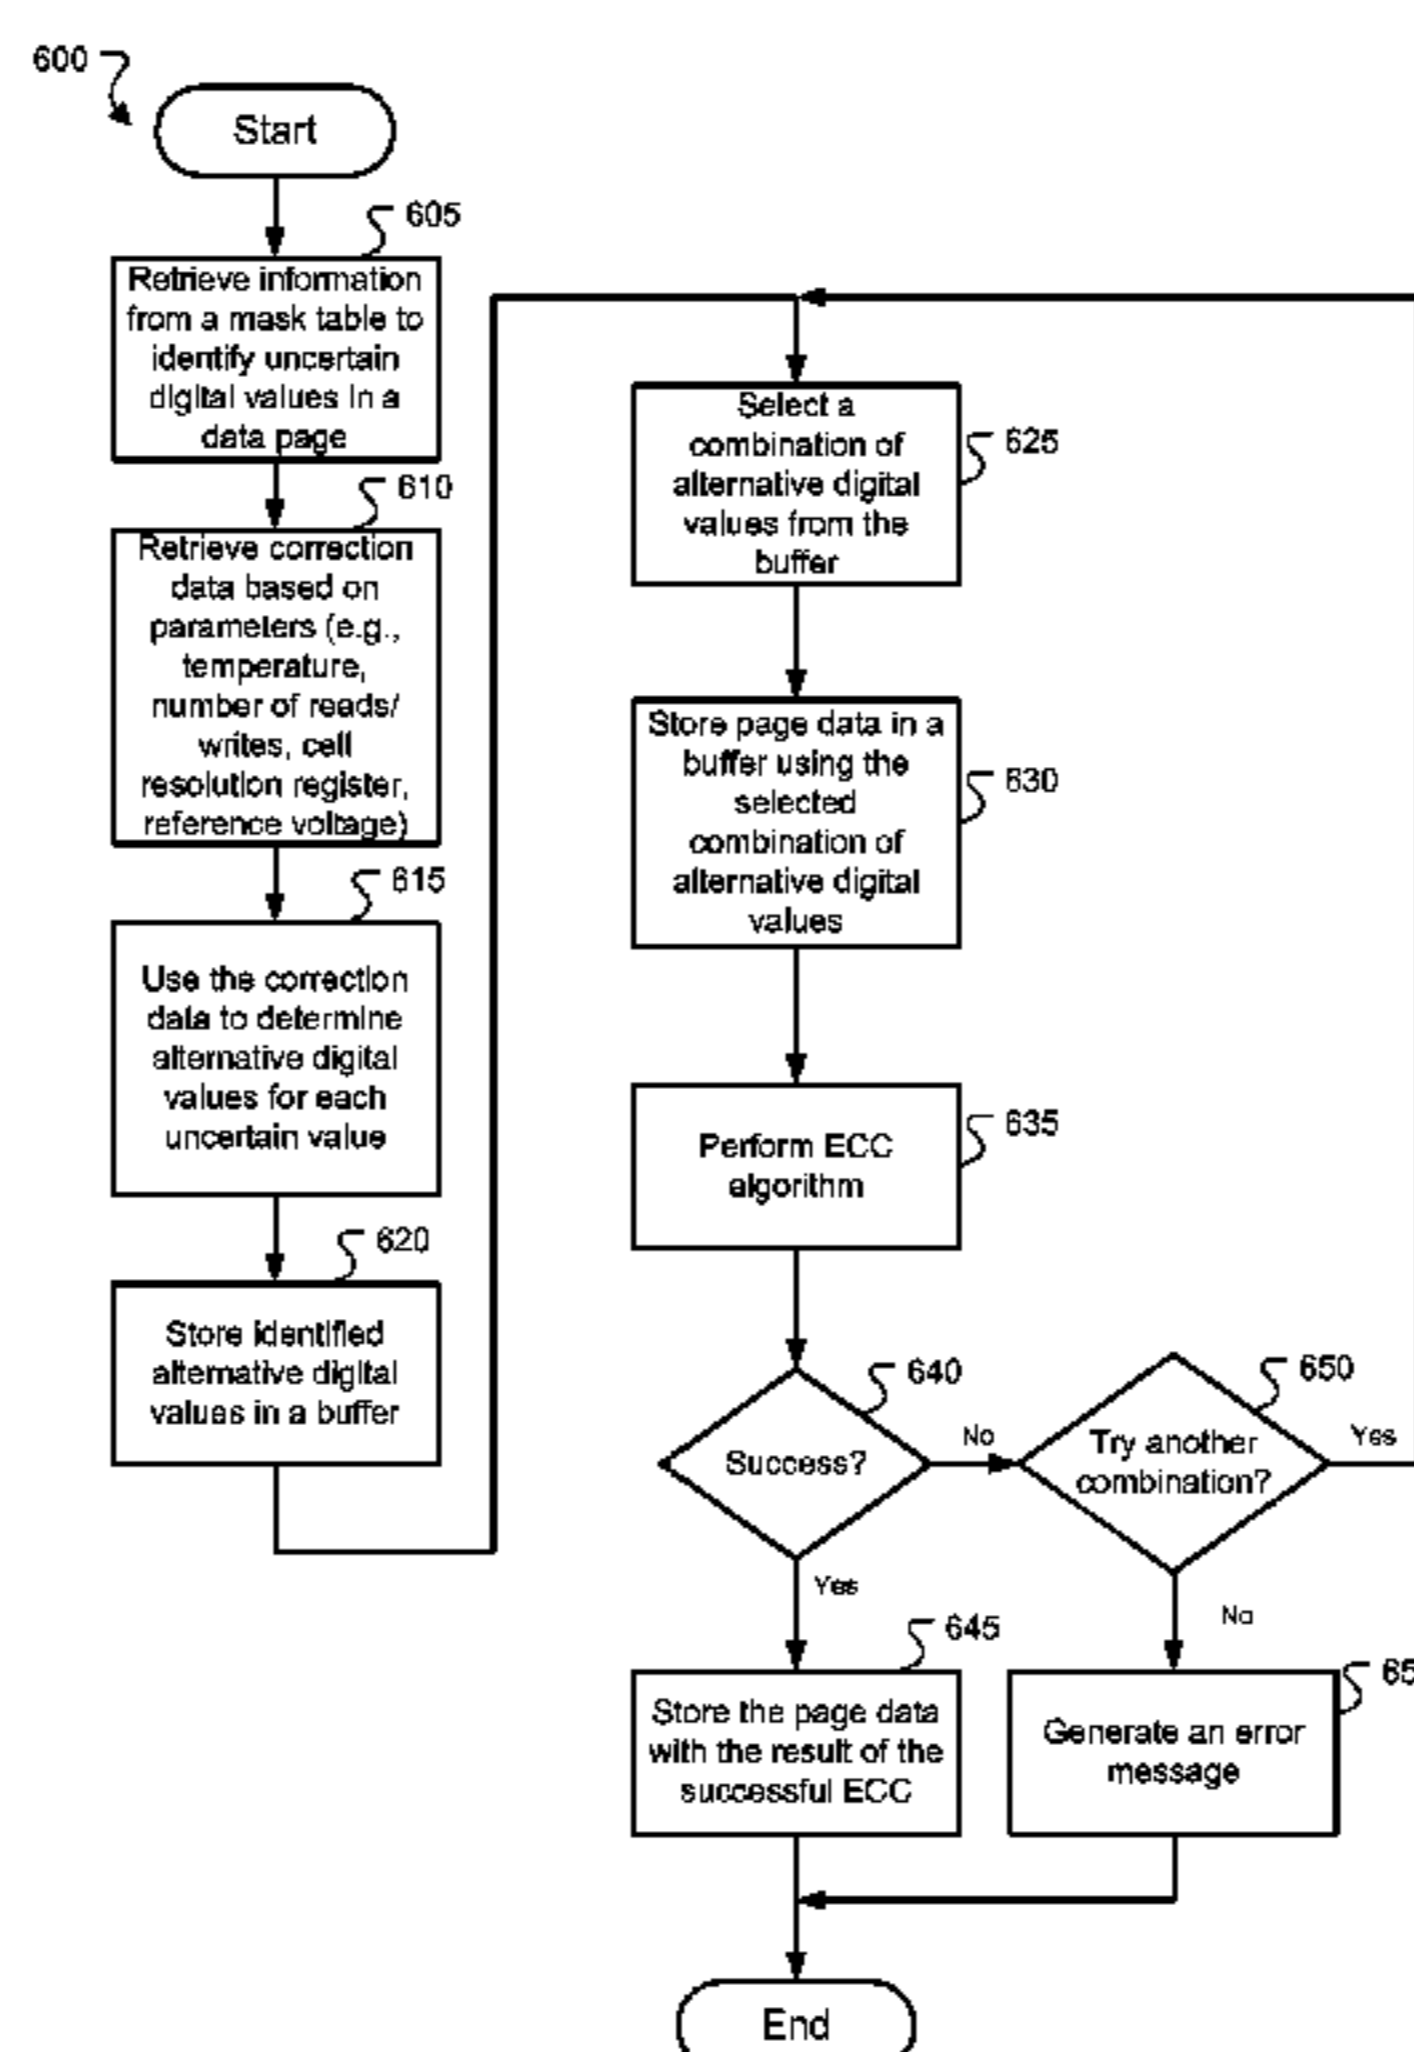 600
Start
605
Retrieve information
from a mask table to
identify uncertain
digital values in a
data page
610
Retrieve correction
data based on
parameters (e.g.,
temperature,
number of reads/
writes, cell
resolution register,
reference voltage)
615
Use the correction
data to determine
alternative digital
values for each
uncertain value
620
Store identified
alternative digital
values in a buffer
Select a
combination of
alternative digital
values from the
buffer
625
Store page data in a
buffer using the
selected
combination of
alternative digital
values
630
Perform ECC
algorithm
635
640
Success?
No
Yes
650
Try another
combination?
Yes
No
645
Store the page data
with the result of the
successful ECC
65
Generate an error
message
End